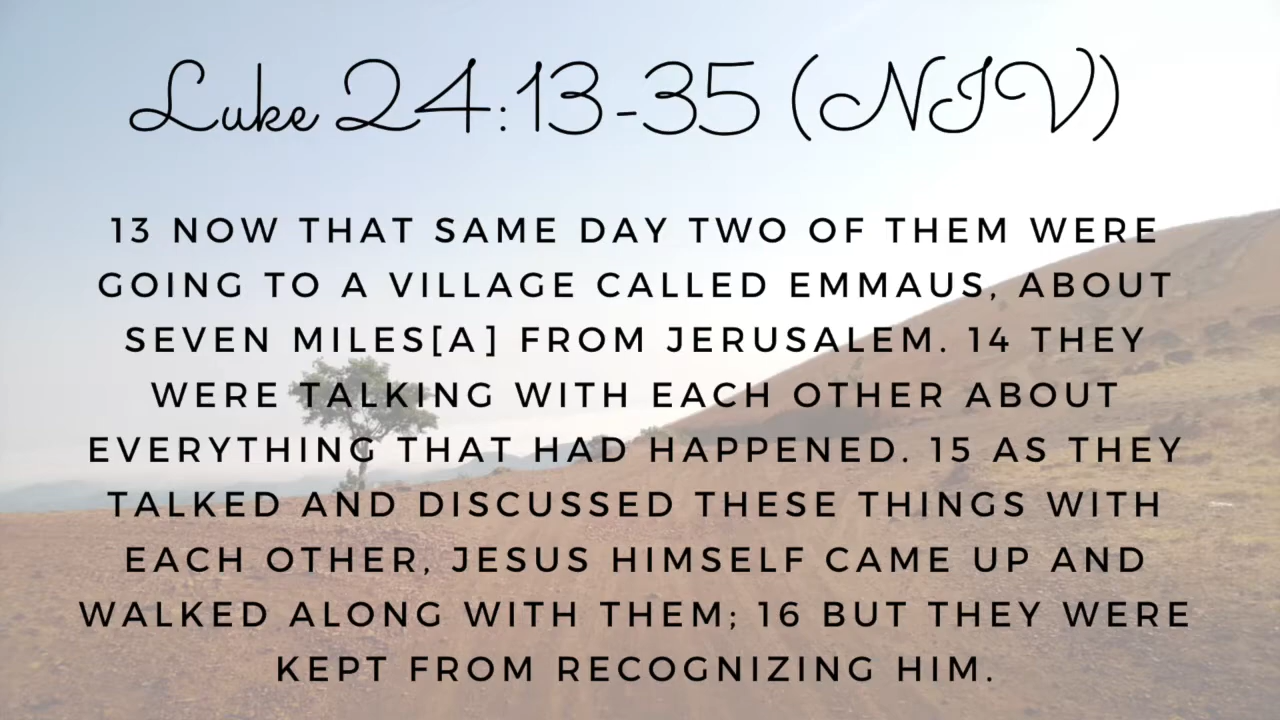 Luke 24:13-35 (NIV)
13 NOW THAT SAME DAY TWO OF THEM WERE
GOING TO A VILLAGE CALLED EMMAUS, ABOUT
SEVEN MILES[A] FROM JERUSALEM. 14 THEY
WERE TALKING WITH EACH OTHER ABOUT
EVERYTHING THAT HAD HAPPENED. 15 AS THEY
TALKED AND DISCUSSED THESE THINGS WITH
EACH OTHER, JESUS HIMSELF CAME UP AND
WALKED ALONG WITH THEM; 16 BUT THEY WERE
KEPT FROM RECOGNIZING HIM.